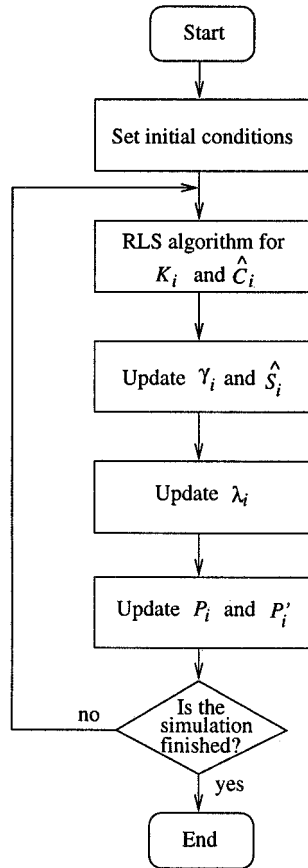 Start
Set initial conditions
RLS algorithm for
K_i and Ĉ_i
Update γ_i and Ŝ_i
Update λ_i
Update P_i and P_i'
Is the
simulation
finished?
no
yes
End